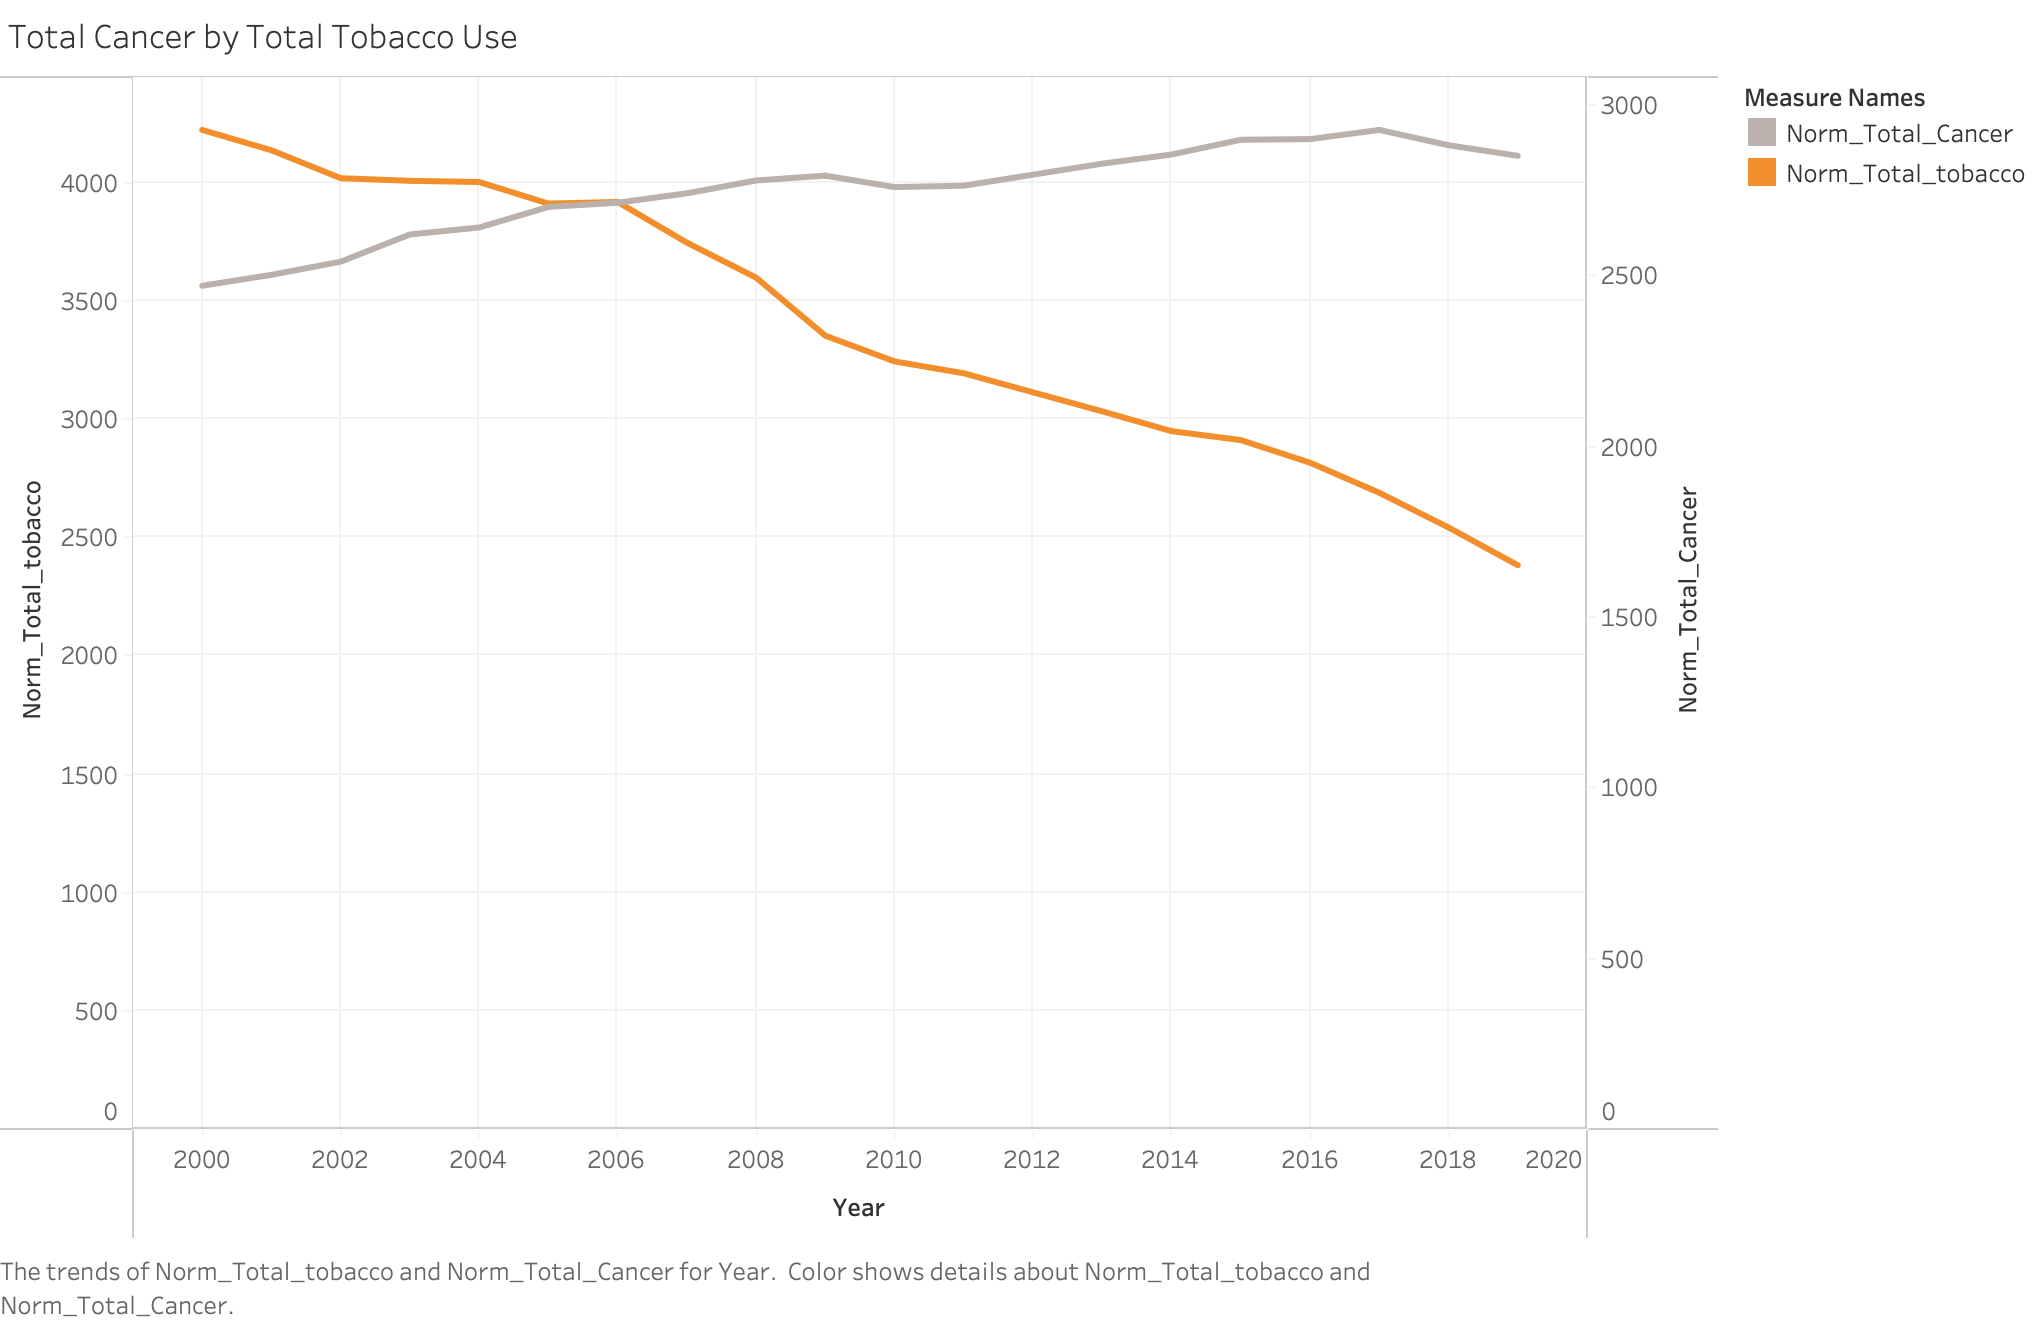 Total Cancer by Total Tobacco Use
Measure Names
Norm_Total_Cancer
Norm_Total_tobacco
Norm_Total_tobacco
4000
3500
3000
2500
2000
1500
1000
500
0
3000
2500
2000
1500
1000
500
0
Norm_Total_Cancer
2000 2002 2004 2006 2008 2010 2012 2014 2016 2018 2020
Year
The trends of Norm_Total_tobacco and Norm_Total_Cancer for Year.  Color shows details about Norm_Total_tobacco and
Norm_Total_Cancer.